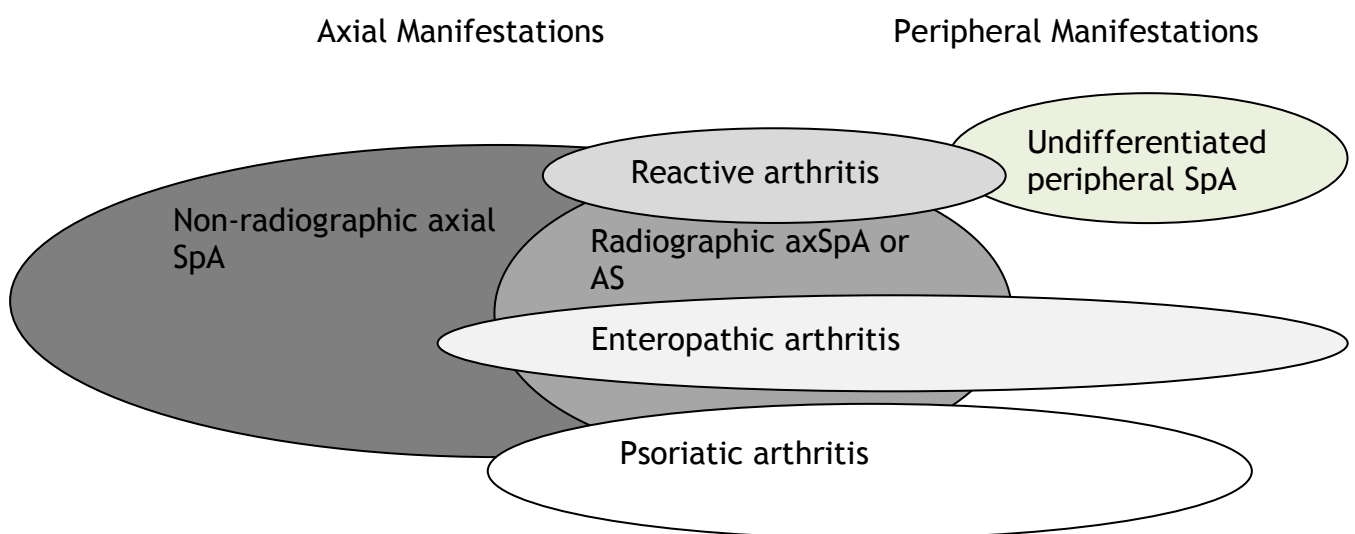 Axial Manifestations
Peripheral Manifestations
Undifferentiated
peripheral SpA
Reactive arthritis
Non-radiographic axial
SpA
Radiographic axSpA or
AS
Enteropathic arthritis
Psoriatic arthritis